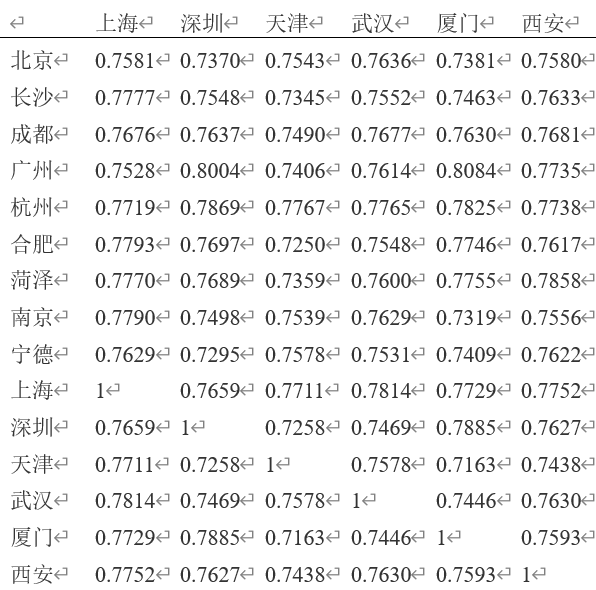 上海 深圳 天津 武汉 厦门 西安
北京 0.7581 0.7370 0.7543 0.7636 0.7381 0.7580
长沙 0.7777 0.7548 0.7345 0.7552 0.7463 0.7633
成都 0.7676 0.7637 0.7490 0.7677 0.7630 0.7681
广州 0.7528 0.8004 0.7406 0.7614 0.8084 0.7735
杭州 0.7719 0.7869 0.7767 0.7765 0.7825 0.7738
合肥 0.7793 0.7697 0.7250 0.7548 0.7746 0.7617
菏泽 0.7770 0.7689 0.7359 0.7600 0.7755 0.7858
南京 0.7790 0.7498 0.7539 0.7629 0.7319 0.7556
宁德 0.7629 0.7295 0.7578 0.7531 0.7409 0.7622
上海 1 0.7659 0.7711 0.7814 0.7729 0.7752
深圳 0.7659 1 0.7258 0.7469 0.7885 0.7627
天津 0.7711 0.7258 1 0.7578 0.7163 0.7438
武汉 0.7814 0.7469 0.7578 1 0.7446 0.7630
厦门 0.7729 0.7885 0.7163 0.7446 1 0.7593
西安 0.7752 0.7627 0.7438 0.7630 0.7593 1